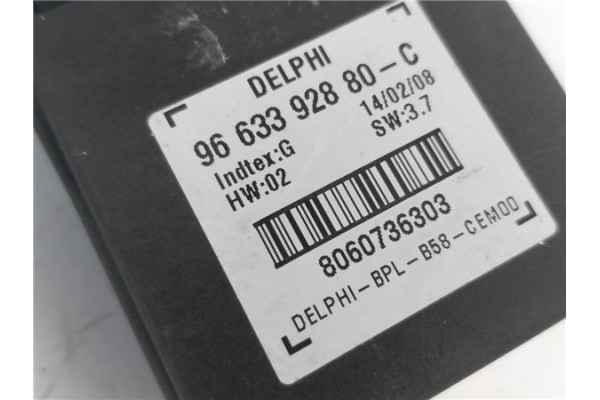 DELPHI
96 633 928 80-C
Indtex:G 14/02/08
HW:02 SW:3.7
8060736303
DELPHI-BPL-B58-CEM00